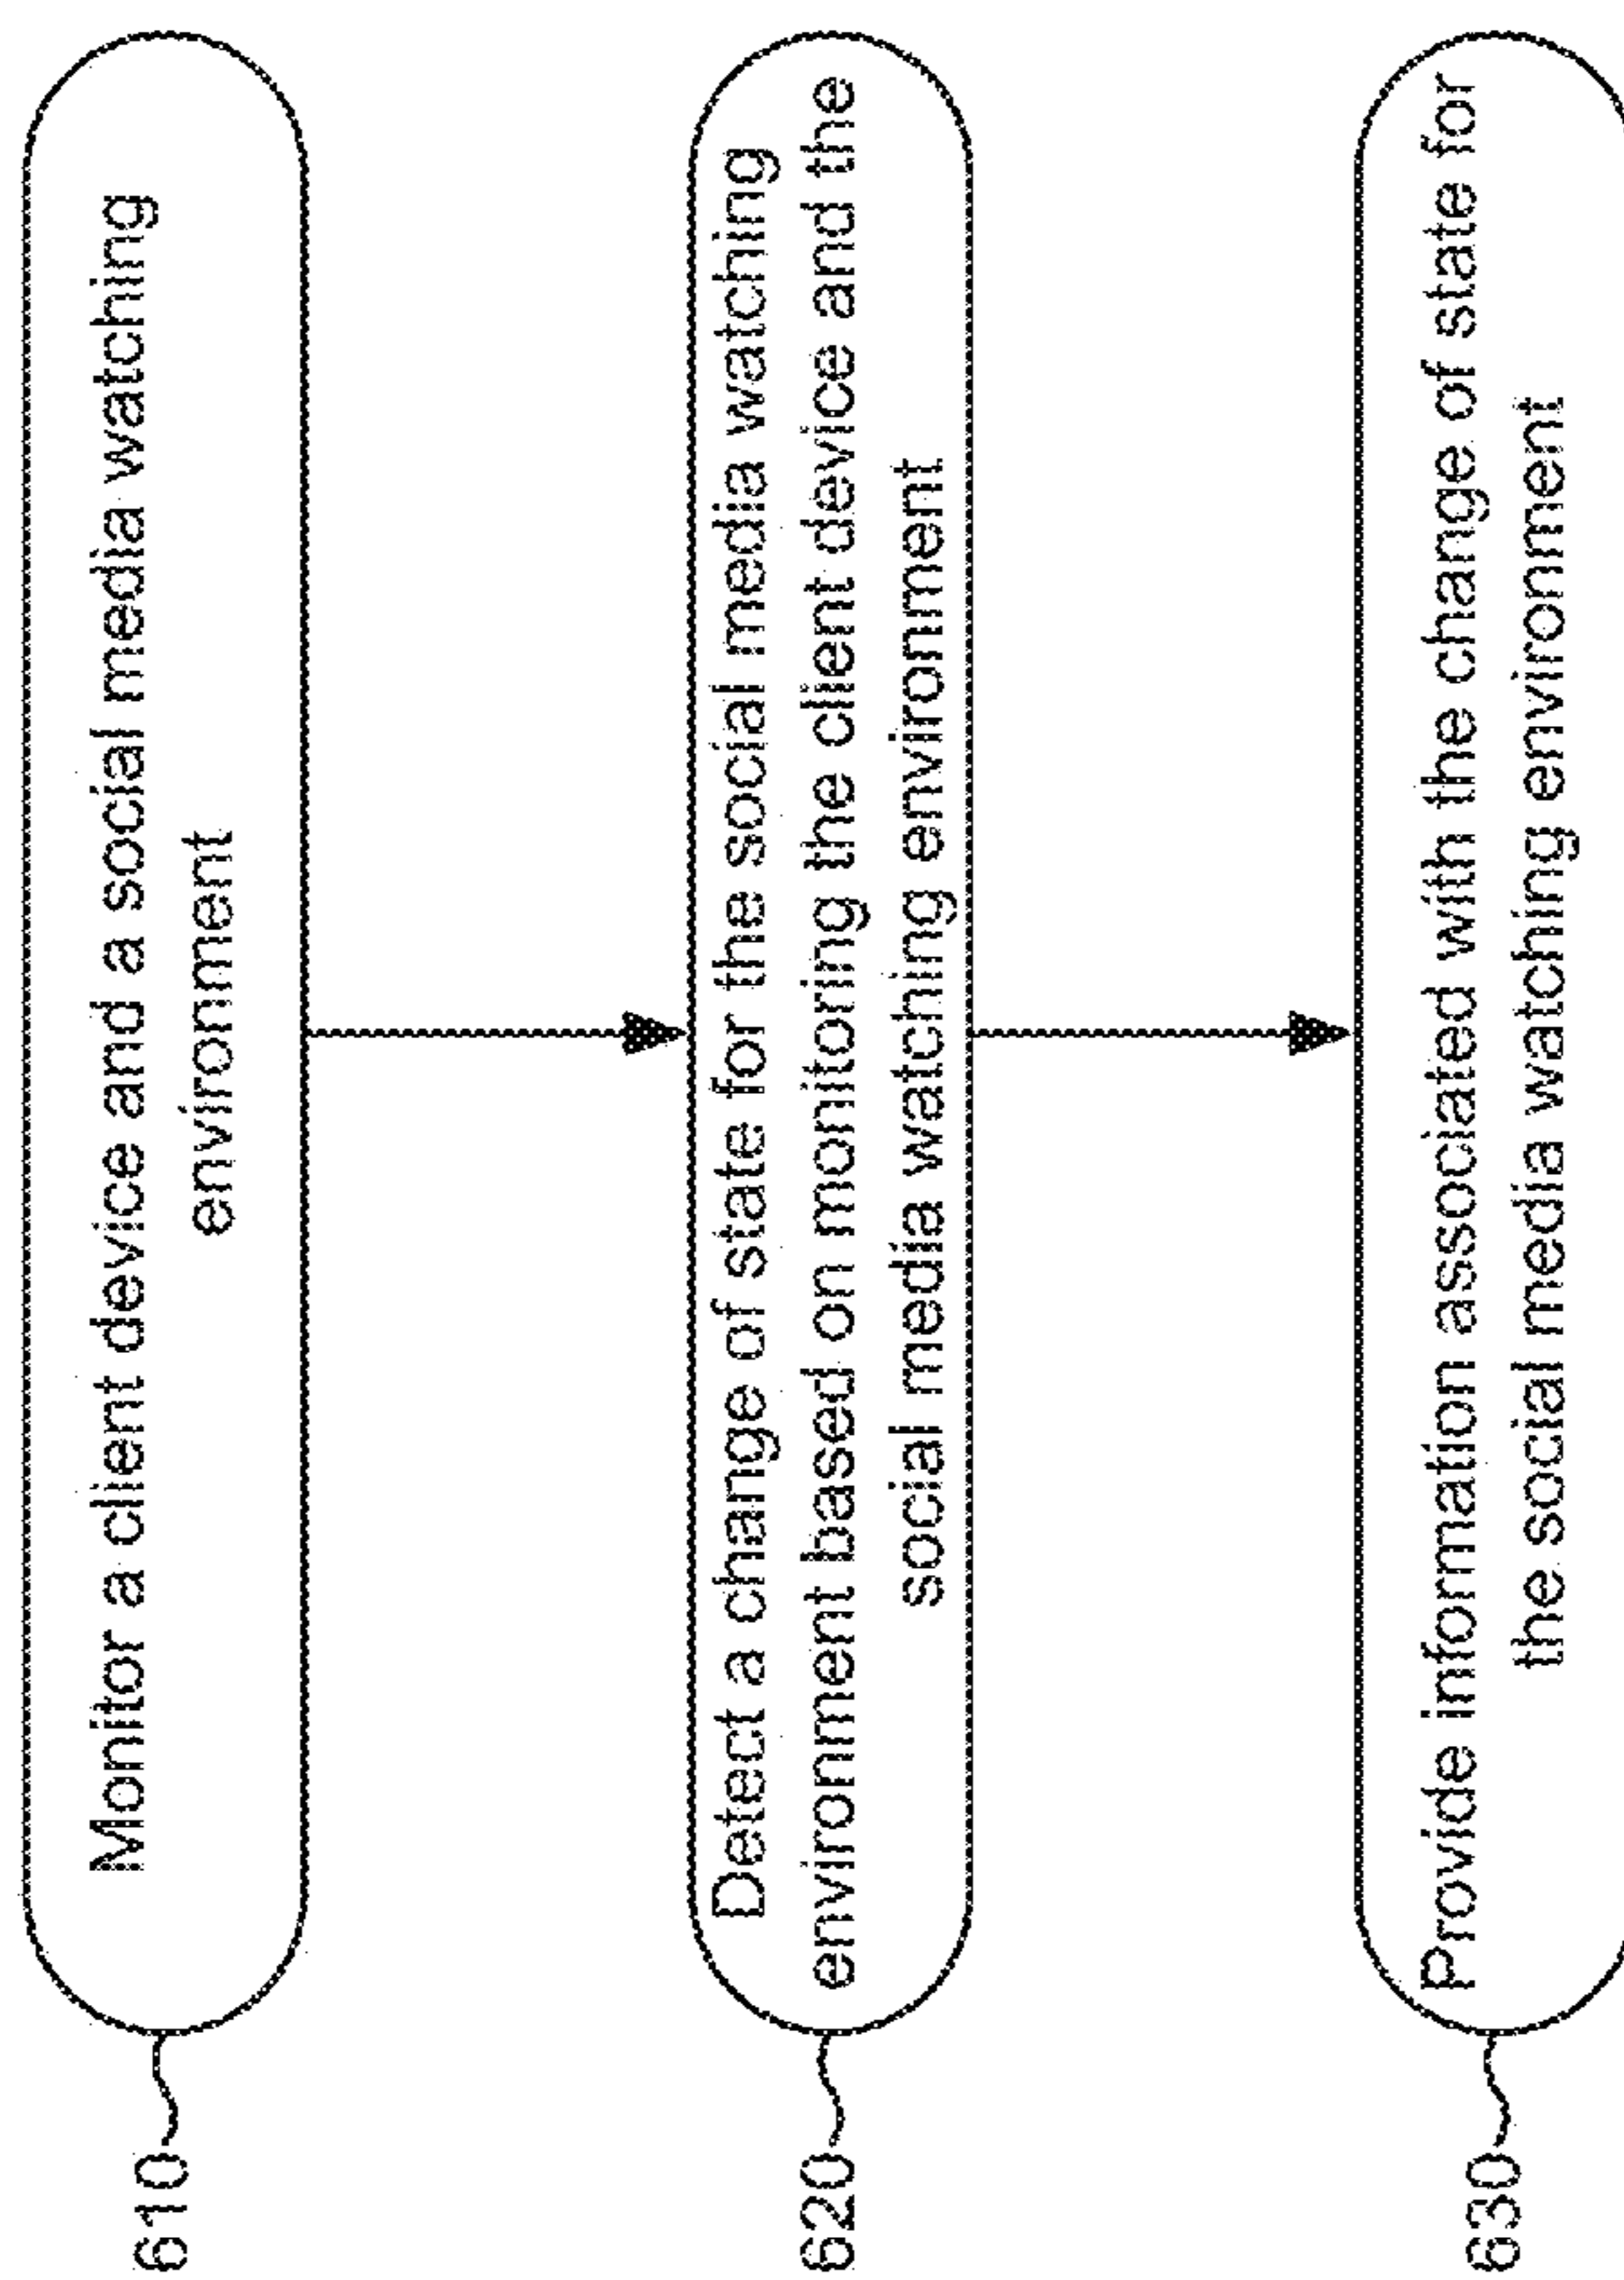 610
Monitor a client device and a social media watching
environment
620
Detect a change of state for the social media watching
environment based on monitoring the client device and the
social media watching environment
630
Provide information associated with the change of state for
the social media watching environment